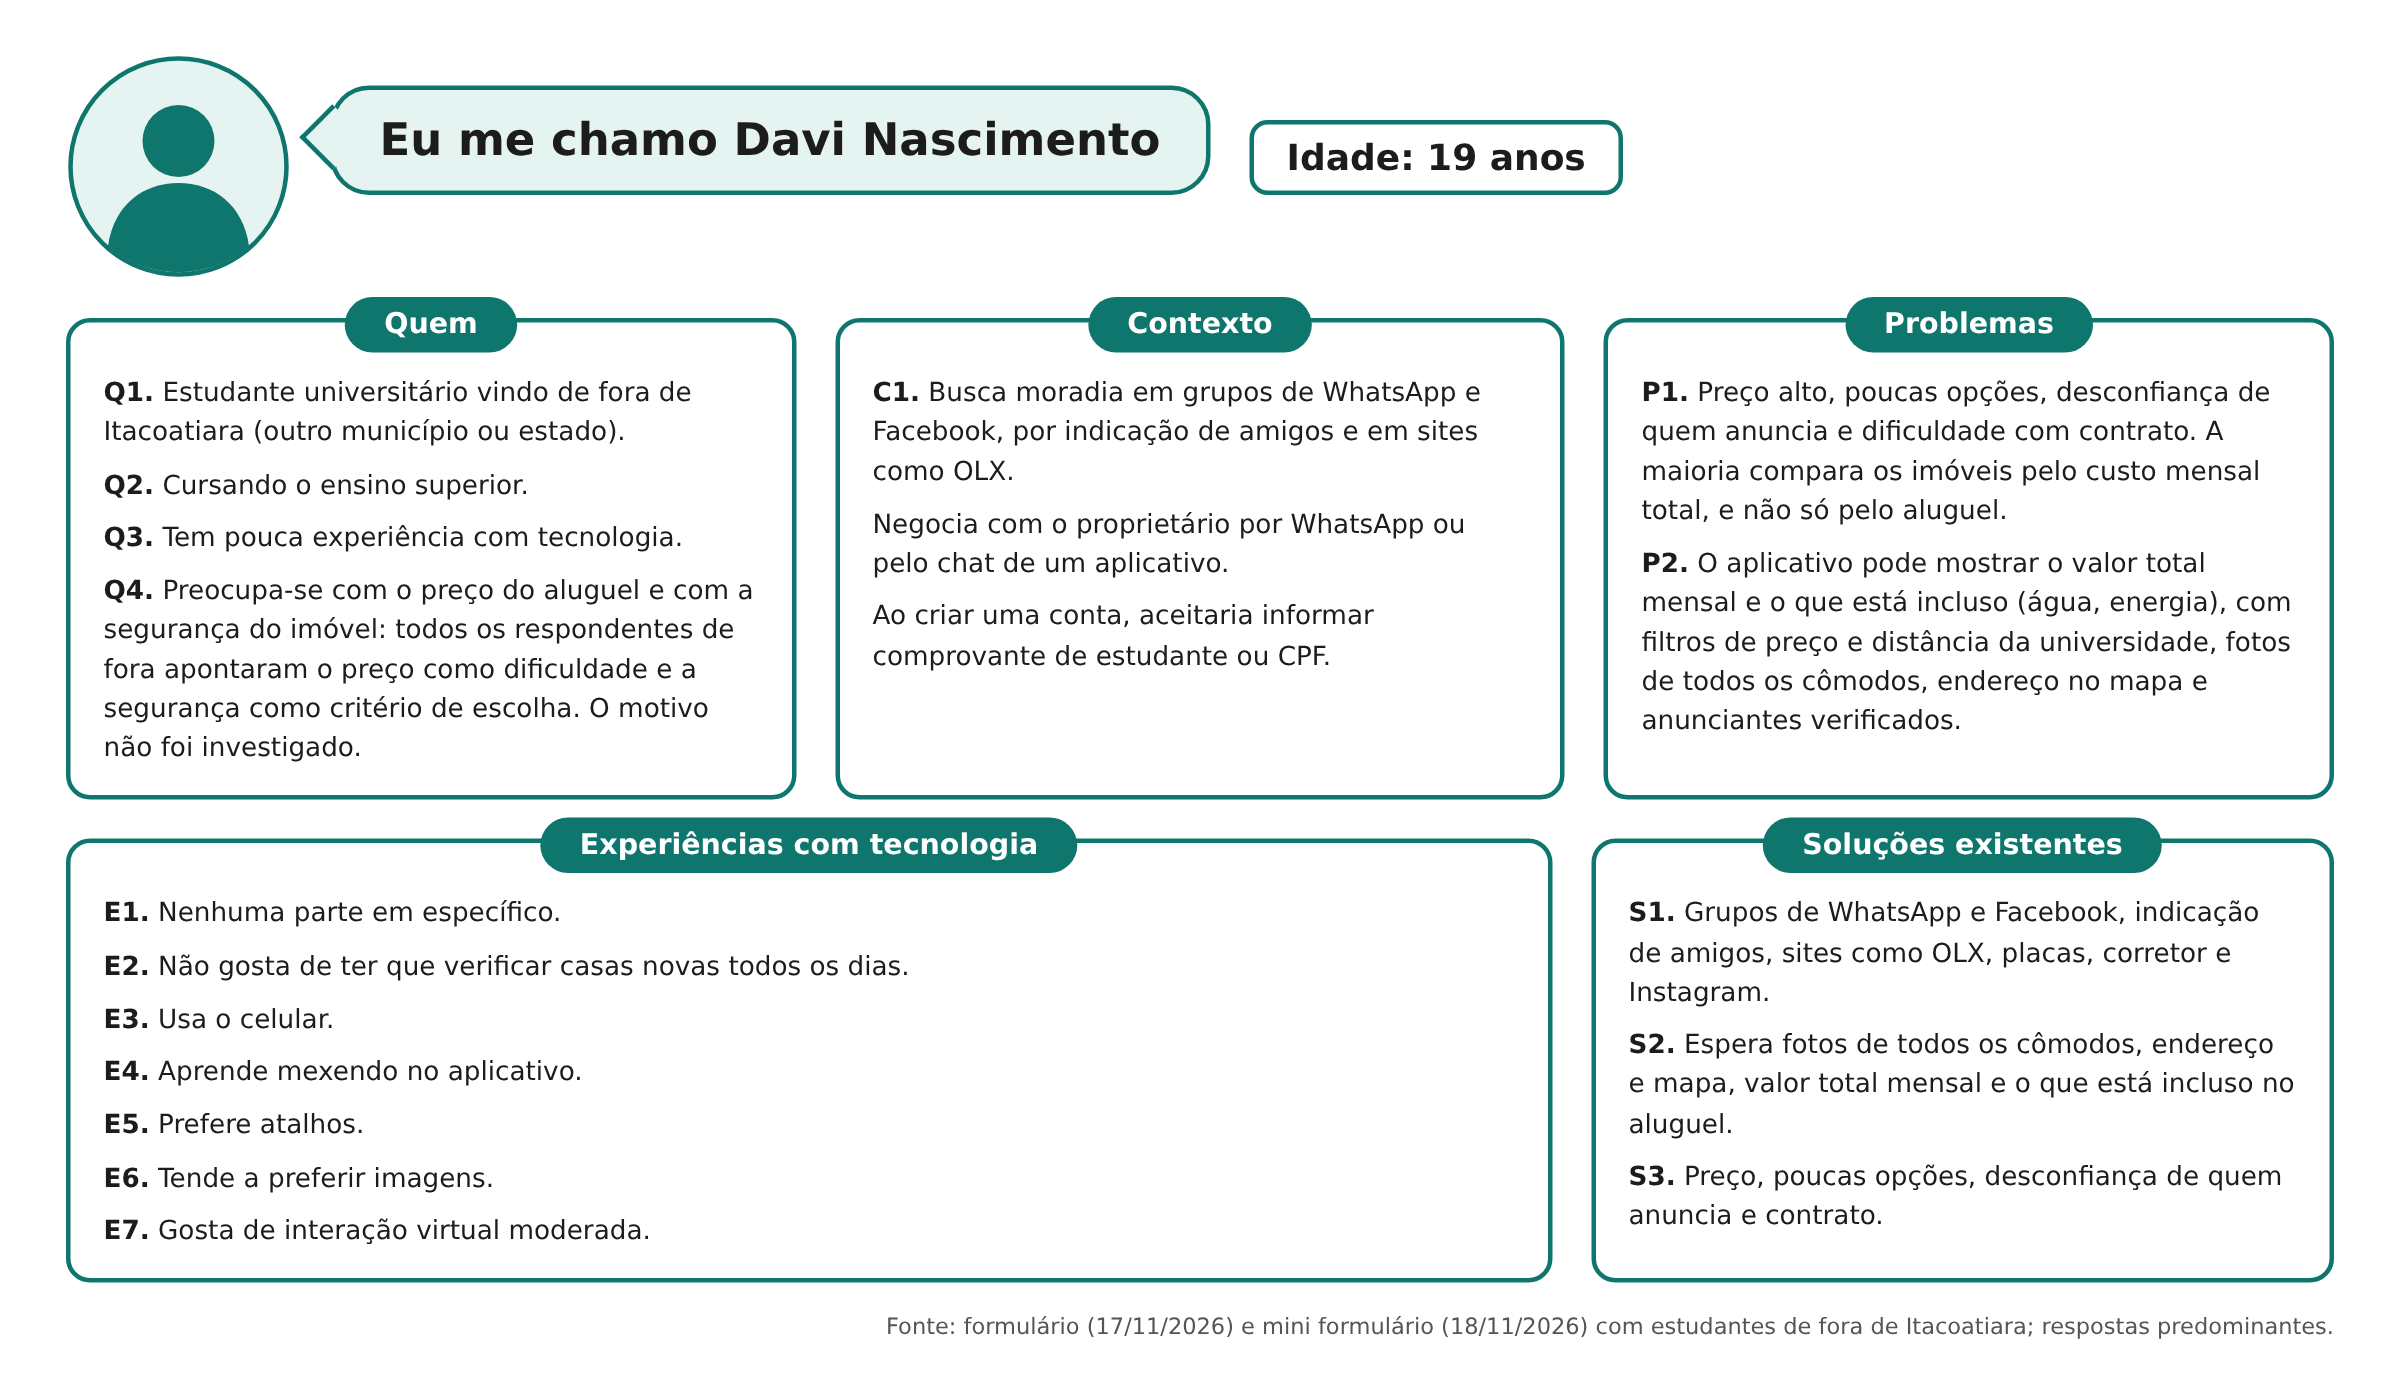 Eu me chamo Davi Nascimento
Idade: 19 anos
Quem
Q1. Estudante universitário vindo de fora de
Itacoatiara (outro município ou estado).
Q2. Cursando o ensino superior.
Q3. Tem pouca experiência com tecnologia.
Q4. Preocupa-se com o preço do aluguel e com a
segurança do imóvel: todos os respondentes de
fora apontaram o preço como dificuldade e a
segurança como critério de escolha. O motivo
não foi investigado.
Contexto
C1. Busca moradia em grupos de WhatsApp e
Facebook, por indicação de amigos e em sites
como OLX.
Negocia com o proprietário por WhatsApp ou
pelo chat de um aplicativo.
Ao criar uma conta, aceitaria informar
comprovante de estudante ou CPF.
Problemas
P1. Preço alto, poucas opções, desconfiança de
quem anuncia e dificuldade com contrato. A
maioria compara os imóveis pelo custo mensal
total, e não só pelo aluguel.
P2. O aplicativo pode mostrar o valor total
mensal e o que está incluso (água, energia), com
filtros de preço e distância da universidade, fotos
de todos os cômodos, endereço no mapa e
anunciantes verificados.
Experiências com tecnologia
E1. Nenhuma parte em específico.
E2. Não gosta de ter que verificar casas novas todos os dias.
E3. Usa o celular.
E4. Aprende mexendo no aplicativo.
E5. Prefere atalhos.
E6. Tende a preferir imagens.
E7. Gosta de interação virtual moderada.
Soluções existentes
S1. Grupos de WhatsApp e Facebook, indicação
de amigos, sites como OLX, placas, corretor e
Instagram.
S2. Espera fotos de todos os cômodos, endereço
e mapa, valor total mensal e o que está incluso no
aluguel.
S3. Preço, poucas opções, desconfiança de quem
anuncia e contrato.
Fonte: formulário (17/11/2026) e mini formulário (18/11/2026) com estudantes de fora de Itacoatiara; respostas predominantes.